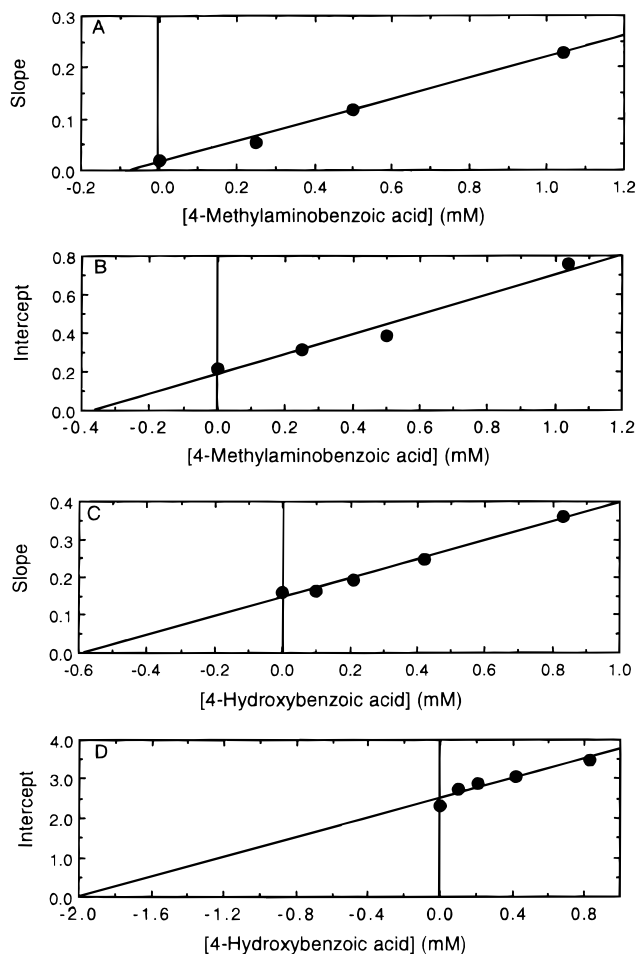 A
Slope
0.3
0.2
0.1
0.0
-0.2 0.0 0.2 0.4 0.6 0.8 1.0 1.2
[4-Methylaminobenzoic acid] (mM)
B
Intercept
0.8
0.6
0.4
0.2
0.0
-0.4 -0.2 0.0 0.2 0.4 0.6 0.8 1.0 1.2
[4-Methylaminobenzoic acid] (mM)
C
Slope
0.4
0.3
0.2
0.1
0.0
-0.6 -0.4 -0.2 0.0 0.2 0.4 0.6 0.8 1.0
[4-Hydroxybenzoic acid] (mM)
D
Intercept
4.0
3.0
2.0
1.0
0.0
-2.0 -1.6 -1.2 -0.8 -0.4 0.0 0.4 0.8
[4-Hydroxybenzoic acid] (mM)